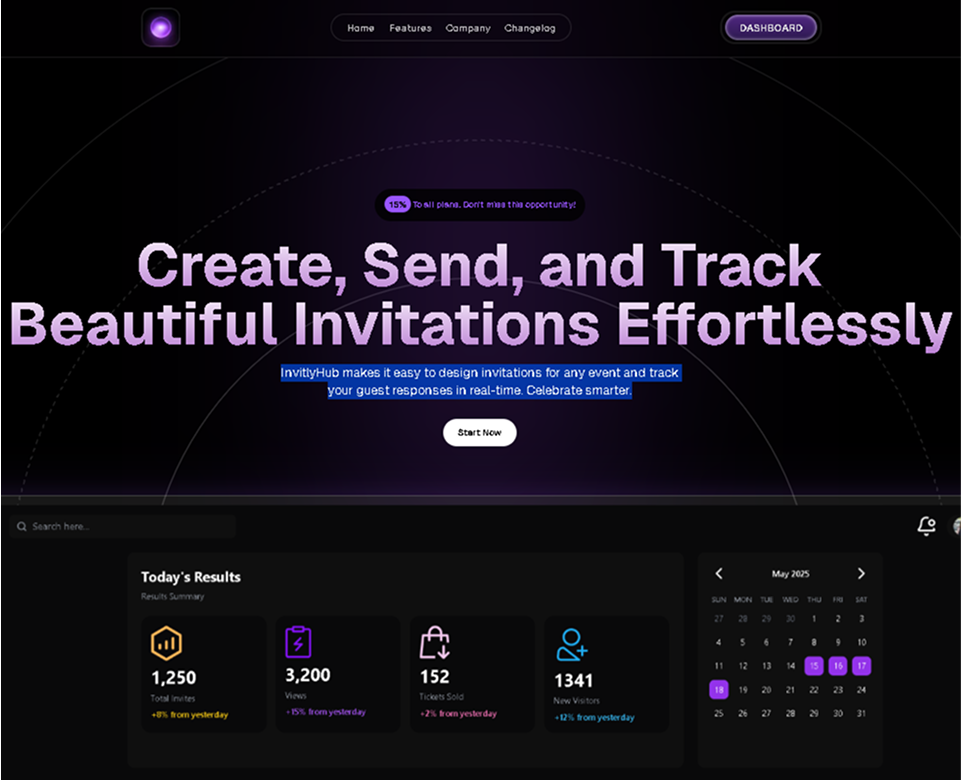 Home Features Company Changelog DASHBOARD
15% To all plans. Don't miss this opportunity!
Create, Send, and Track
Beautiful Invitations Effortlessly
InvitlyHub makes it easy to design invitations for any event and track
your guest responses in real-time. Celebrate smarter.
Start Now
Search here...
Today's Results
Results Summary
1,250
Total Invites
+8% from yesterday
3,200
Views
+15% from yesterday
152
Tickets Sold
+2% from yesterday
1341
New Visitors
+12% from yesterday
May 2025
SUN MON TUE WED THU FRI SAT
27 28 29 30 1 2 3
4 5 6 7 8 9 10
11 12 13 14 15 16 17
18 19 20 21 22 23 24
25 26 27 28 29 30 31